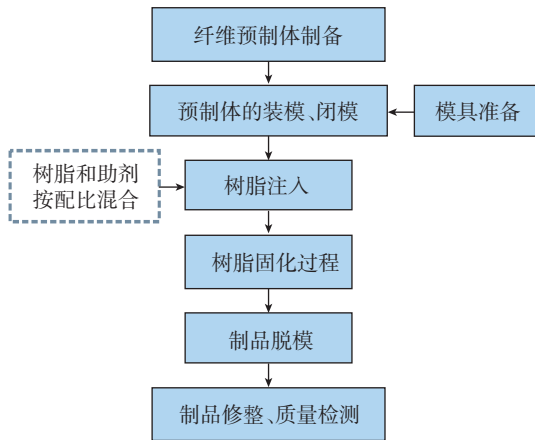 纤维预制体制备
预制体的装模、闭模
模具准备
树脂和助剂
按配比混合
树脂注入
树脂固化过程
制品脱模
制品修整、质量检测